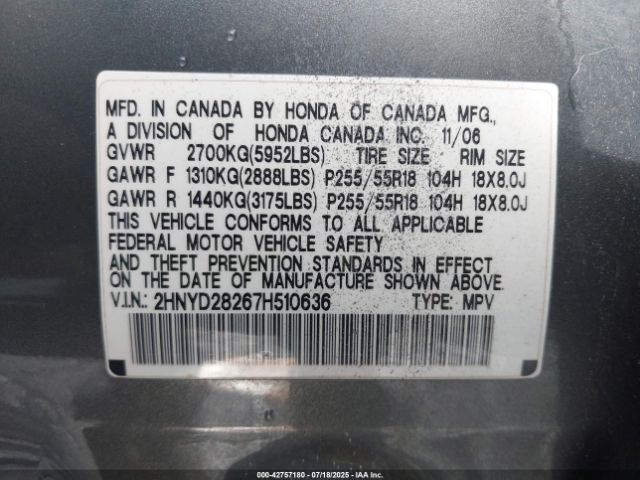 MFD. IN CANADA BY HONDA OF CANADA MFG.,
A DIVISION OF HONDA CANADA INC. 11/06
GVWR 2700KG(5952LBS) TIRE SIZE RIM SIZE
GAWR F 1310KG(2888LBS) P255/55R18 104H 18X8.0J
GAWR R 1440KG(3175LBS) P255/55R18 104H 18X8.0J
THIS VEHICLE CONFORMS TO ALL APPLICABLE
FEDERAL MOTOR VEHICLE SAFETY
AND THEFT PREVENTION STANDARDS IN EFFECT
ON THE DATE OF MANUFACTURE SHOWN ABOVE.
V.I.N.: 2HNYD28267H510636 TYPE: MPV
000-42757180 | 07/18/2025 | IAA Inc.